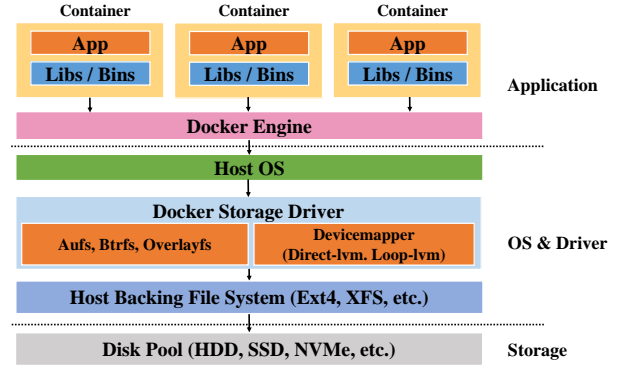 Container Container Container
App App App
Libs / Bins Libs / Bins Libs / Bins
Application
Docker Engine
Host OS
Docker Storage Driver
Aufs, Btrfs, Overlayfs
Devicemapper
(Direct-lvm. Loop-lvm)
OS & Driver
Host Backing File System (Ext4, XFS, etc.)
Disk Pool (HDD, SSD, NVMe, etc.)
Storage